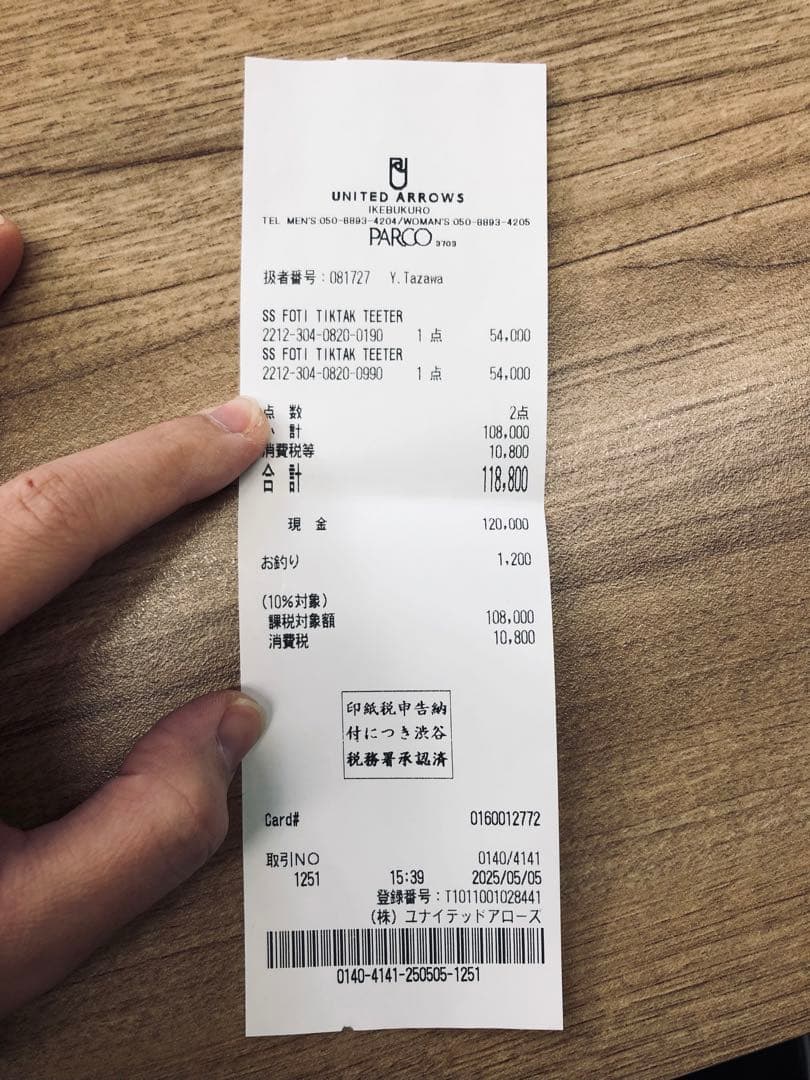 UNITED ARROWS
IKEBUKURO
TEL MEN'S 050-8893-4204/WOMAN'S 050-8893-4205
PARCO 3703
扱者番号:081727 Y.Tazawa
SS FOTI TIKTAK TEETER
2212-304-0820-0190 1 点 54,000
SS FOTI TIKTAK TEETER
2212-304-0820-0990 1 点 54,000
点 数 2点
小 計 108,000
消費税等 10,800
合 計 118,800
現 金 120,000
お釣り 1,200
(10%対象)
課税対象額 108,000
消費税 10,800
印紙税申告納
付につき渋谷
税務署承認済
Card# 0160012772
取引NO 0140/4141
1251 15:39 2025/05/05
登録番号:T1011001028441
(株) ユナイテッドアローズ
0140-4141-250505-1251